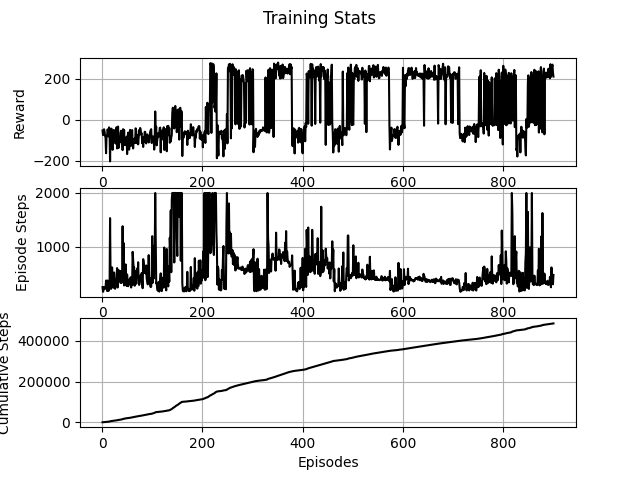 Training Stats
200
0
−200
Reward
0 200 400 600 800
2000
1000
Episode Steps
0 200 400 600 800
400000
200000
0
Cumulative Steps
0 200 400 600 800
Episodes